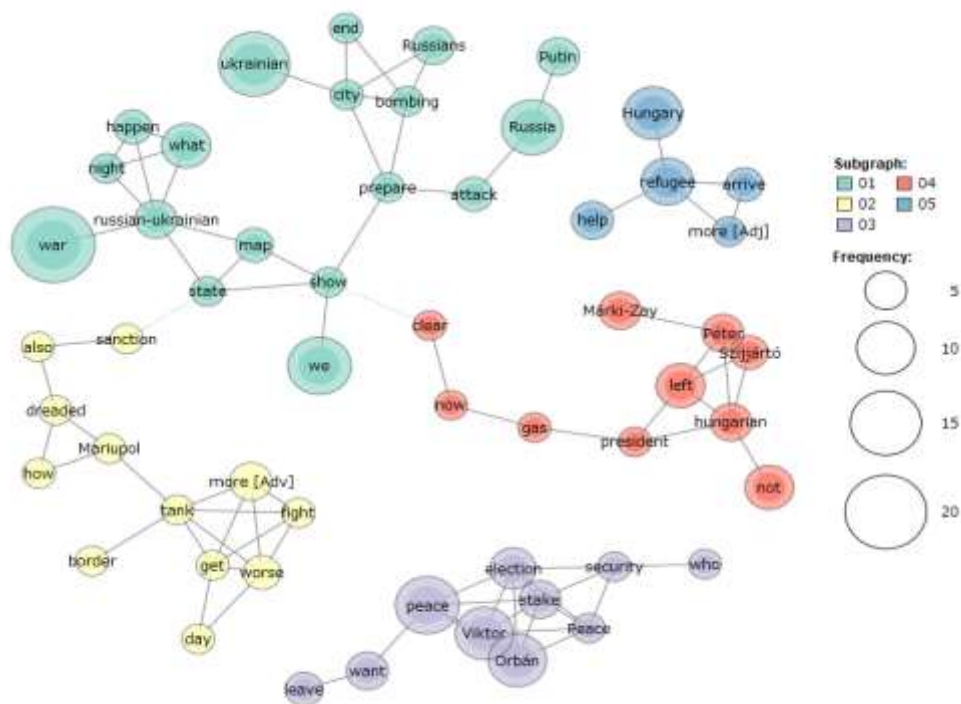 end
Russians
Putin
ukrainian
city
bombing
Russia
happen
what
night
Hungary
Subgraph:
01
04
02
05
03
prepare
attack
refugee
arrive
russian-ukrainian
help
more [Adj]
war
map
Frequency:
state
show
5
sanction
clear
Márki-Zay
Péter
also
Szijjártó
10
we
left
dreaded
now
gas
hungarian
15
Mariupol
president
how
more [Adv]
not
tank
fight
20
border
get
worse
election
security
who
peace
stake
day
Viktor
Peace
Orbán
want
leave